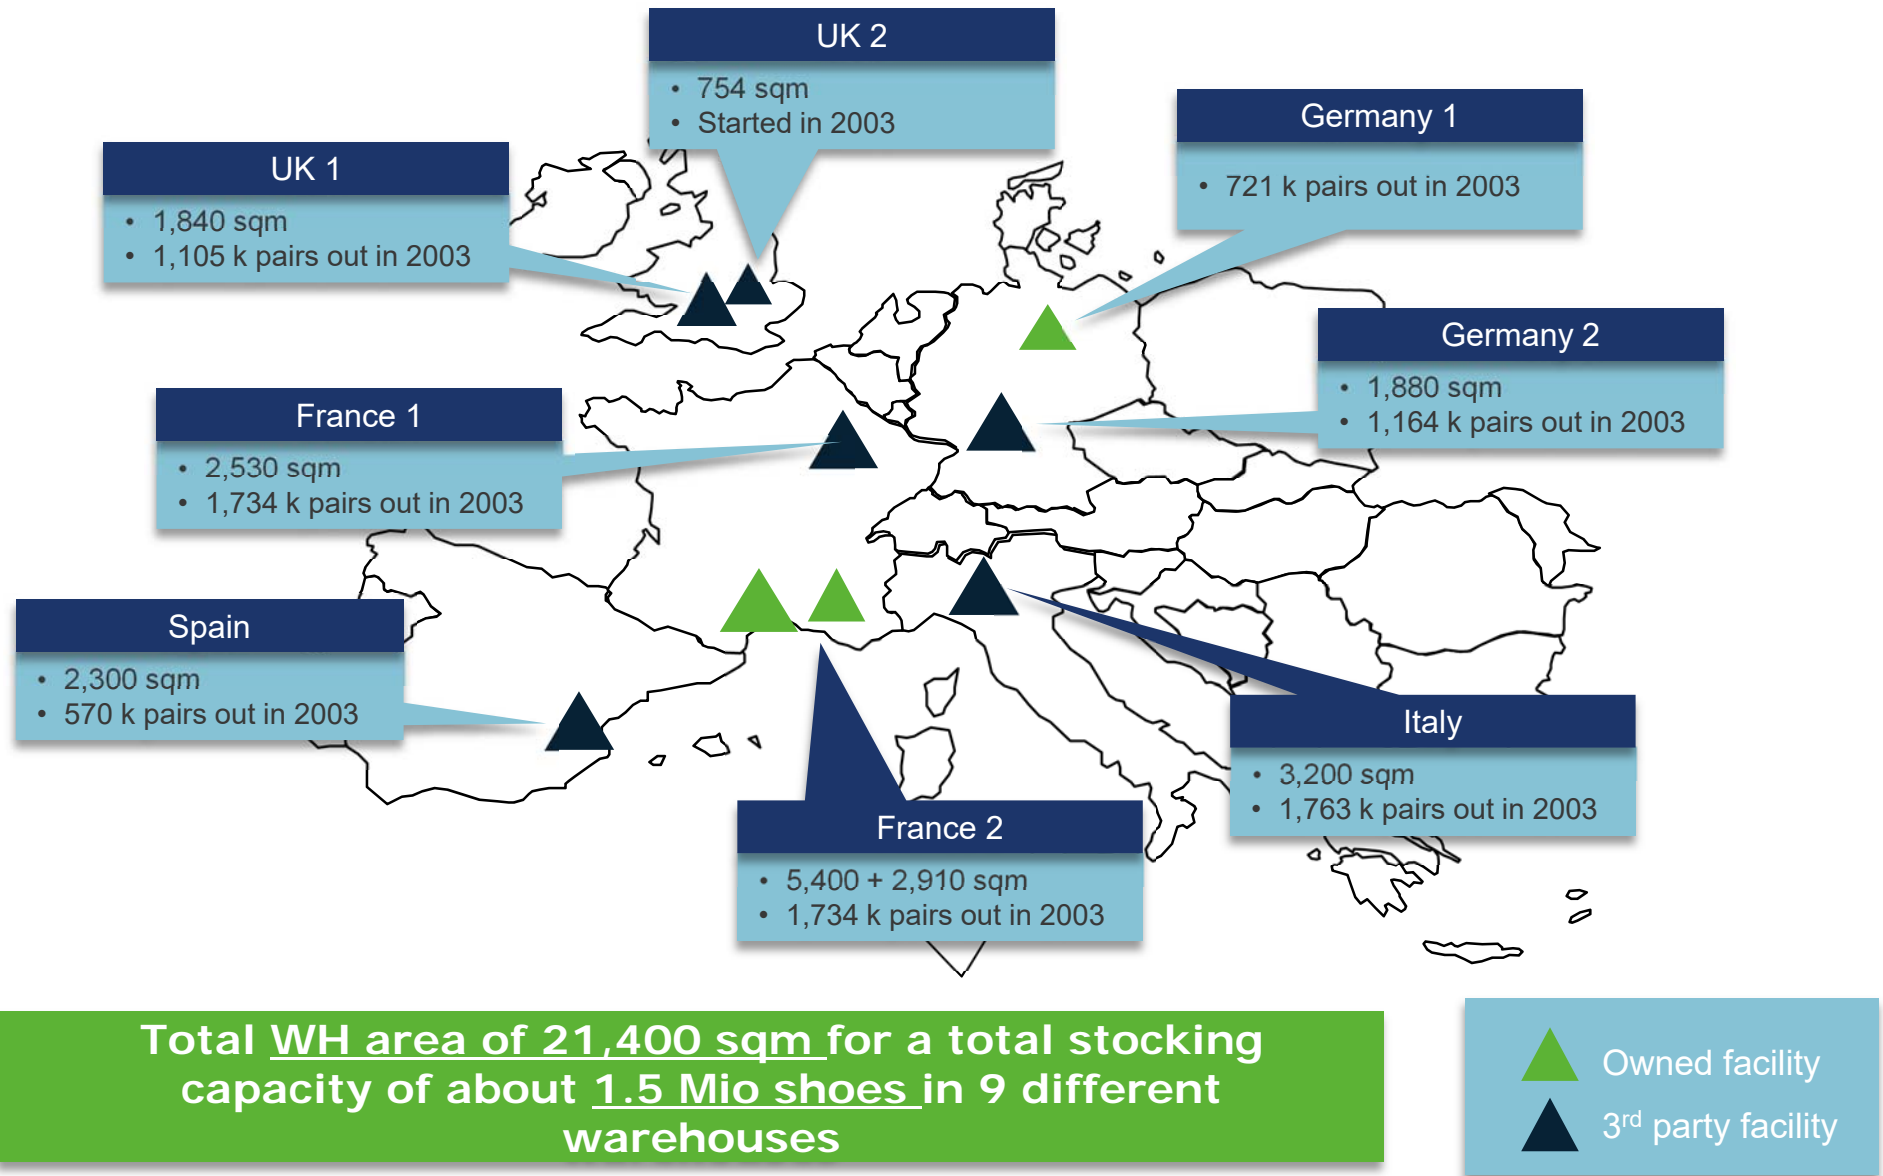 UK 2
• 754 sqm
• Started in 2003
Germany 1
• 721 k pairs out in 2003
UK 1
• 1,840 sqm
• 1,105 k pairs out in 2003
Germany 2
• 1,880 sqm
• 1,164 k pairs out in 2003
France 1
• 2,530 sqm
• 1,734 k pairs out in 2003
Spain
• 2,300 sqm
• 570 k pairs out in 2003
Italy
• 3,200 sqm
• 1,763 k pairs out in 2003
France 2
• 5,400 + 2,910 sqm
• 1,734 k pairs out in 2003
Total WH area of 21,400 sqm for a total stocking
capacity of about 1.5 Mio shoes in 9 different
warehouses
Owned facility
3rd party facility